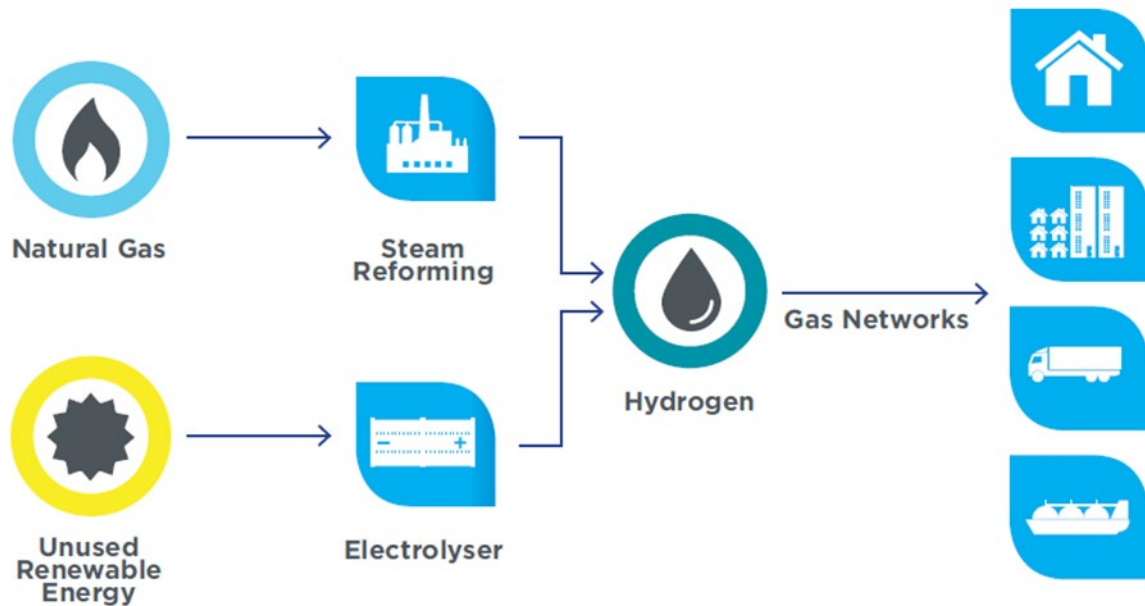 Natural Gas
Steam
Reforming
Gas Networks
Hydrogen
Unused
Renewable
Energy
Electrolyser